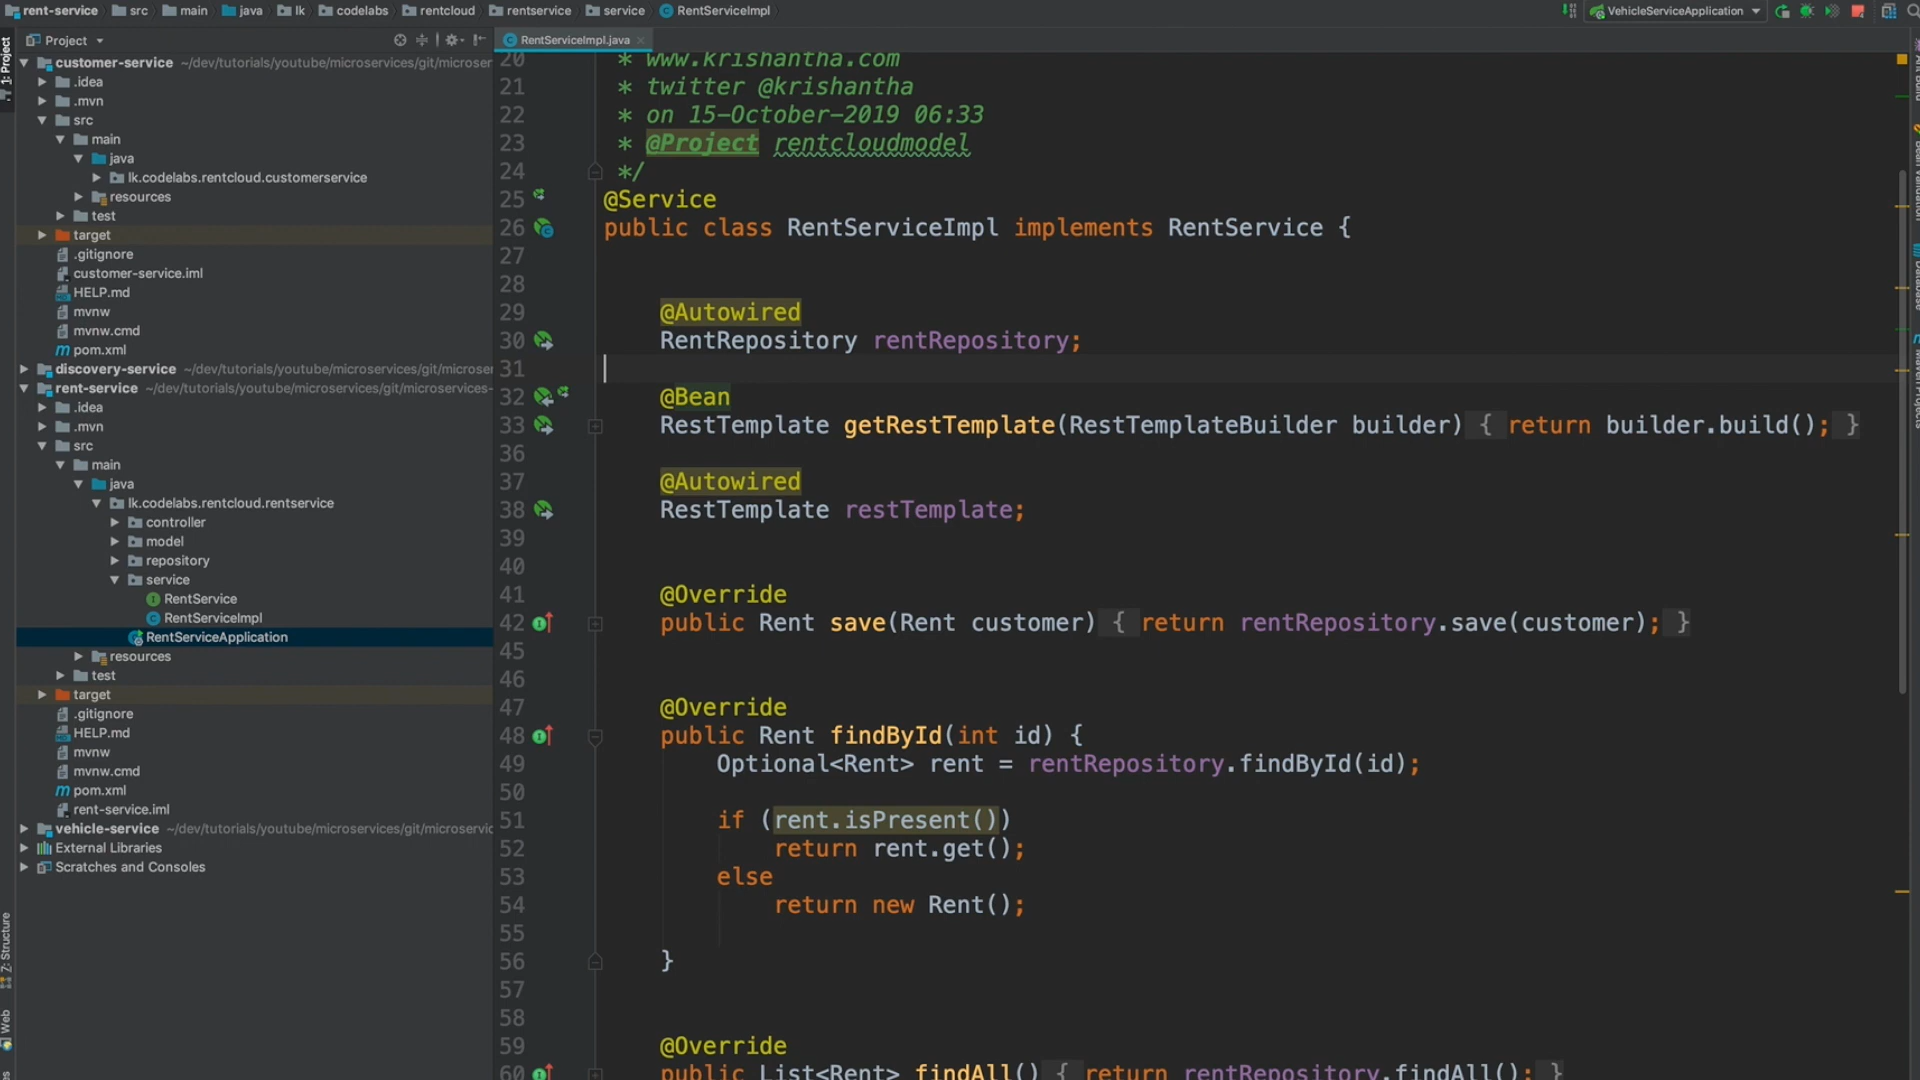 rent-service src main java lk codelabs rentcloud rentservice service RentServiceImpl
VehicleServiceApplication
Project
RentServiceImpl.java
1: Project
Z: Structure
Web
customer-service ~/dev/tutorials/youtube/microservices/git/microser
.idea
.mvn
src
main
java
lk.codelabs.rentcloud.customerservice
resources
test
target
.gitignore
customer-service.iml
HELP.md
mvnw
mvnw.cmd
pom.xml
discovery-service ~/dev/tutorials/youtube/microservices/git/microser
rent-service ~/dev/tutorials/youtube/microservices/git/microservices-
.idea
.mvn
src
main
java
lk.codelabs.rentcloud.rentservice
controller
model
repository
service
RentService
RentServiceImpl
RentServiceApplication
resources
test
target
.gitignore
HELP.md
mvnw
mvnw.cmd
pom.xml
rent-service.iml
vehicle-service ~/dev/tutorials/youtube/microservices/git/microservic
External Libraries
Scratches and Consoles
20 * www.krishantha.com
21 * twitter @krishantha
22 * on 15-October-2019 06:33
23 * @Project rentcloudmodel
24 */
25 @Service
26 public class RentServiceImpl implements RentService {
27
28
29 @Autowired
30 RentRepository rentRepository;
31
32 @Bean
33 RestTemplate getRestTemplate(RestTemplateBuilder builder) { return builder.build(); }
36
37 @Autowired
38 RestTemplate restTemplate;
39
40
41 @Override
42 public Rent save(Rent customer) { return rentRepository.save(customer); }
45
46
47 @Override
48 public Rent findById(int id) {
49 Optional<Rent> rent = rentRepository.findById(id);
50
51 if (rent.isPresent())
52 return rent.get();
53 else
54 return new Rent();
55
56 }
57
58
59 @Override
60 public List<Rent> findAll() { return rentRepository.findAll(); }